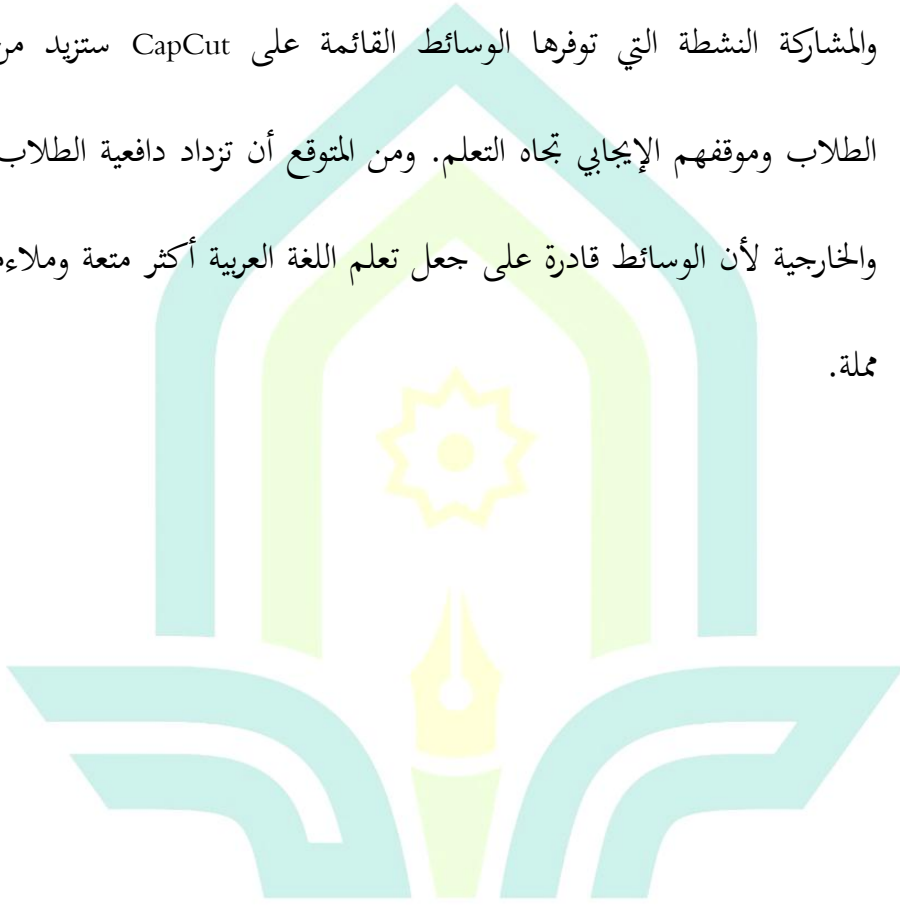 والمشاركة النشطة التي توفرها الوسائط القائمة على CapCut ستزيد من
الطلاب وموقفهم الإيجابي تجاه التعلم. ومن المتوقع أن تزداد دافعية الطلاب
والخارجية لأن الوسائط قادرة على جعل تعلم اللغة العربية أكثر متعة
مملة.